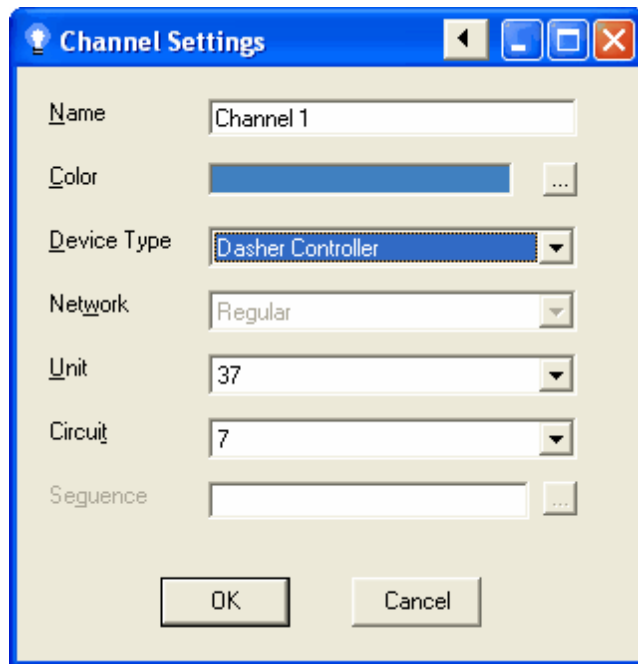 Channel Settings
Name Channel 1
Color ...
Device Type Dasher Controller
Network Regular
Unit 37
Circuit 7
Sequence ...
OK Cancel